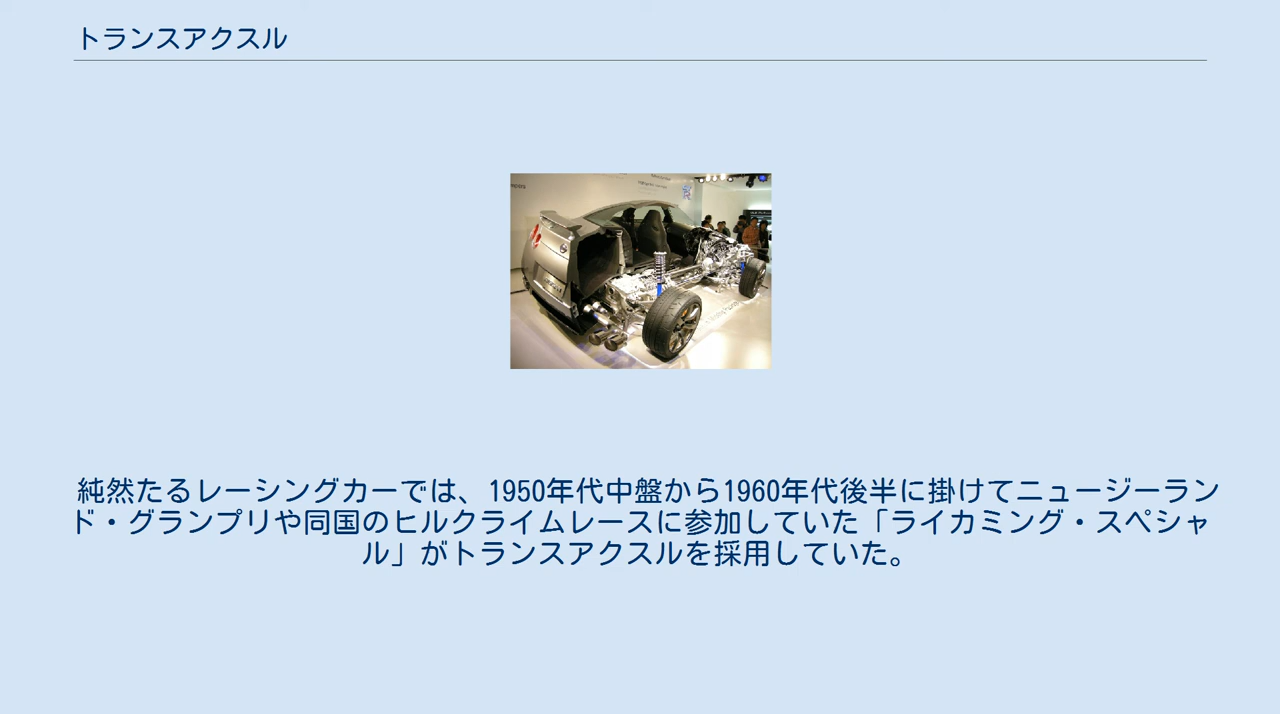 トランスアクスル
純然たるレーシングカーでは、1950年代中盤から1960年代後半に掛けてニュージーラン
ド・グランプリや同国のヒルクライムレースに参加していた「ライカミング・スペシャ
ル」がトランスアクスルを採用していた。